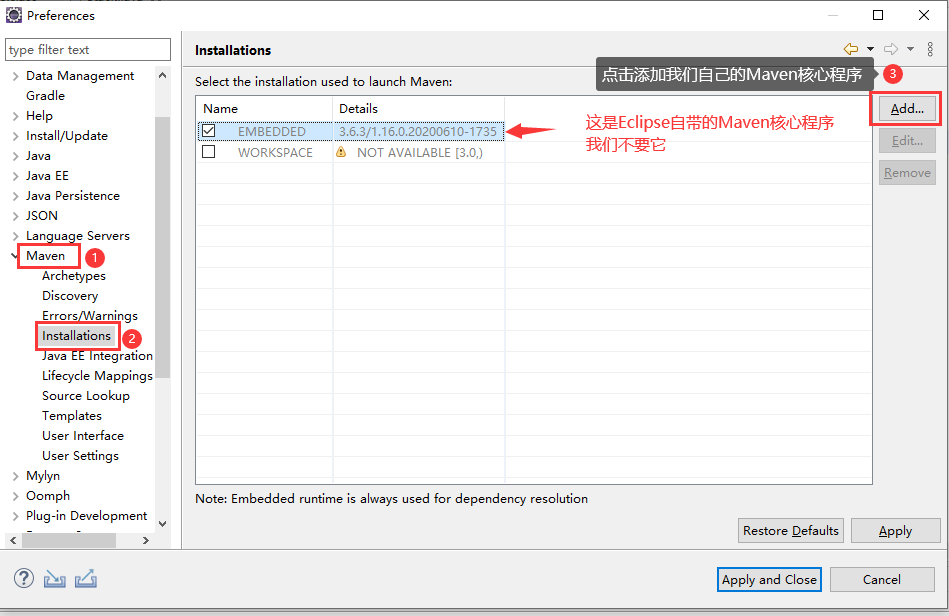 Preferences
type filter text
Data Management
Gradle
Help
Install/Update
Java
Java EE
Java Persistence
JSON
Language Servers
Maven
1
Archetypes
Discovery
Errors/Warnings
Installations
2
Java EE Integration
Lifecycle Mappings
Source Lookup
Templates
User Interface
User Settings
Mylyn
Oomph
Plug-in Development
Installations
Select the installation used to launch Maven:
点击添加我们自己的Maven核心程序
3
Name Details
EMBEDDED 3.6.3/1.16.0.20200610-1735
WORKSPACE NOT AVAILABLE [3.0,)
这是Eclipse自带的Maven核心程序
我们不要它
Add...
Edit...
Remove
Note: Embedded runtime is always used for dependency resolution
Restore Defaults
Apply
Apply and Close
Cancel